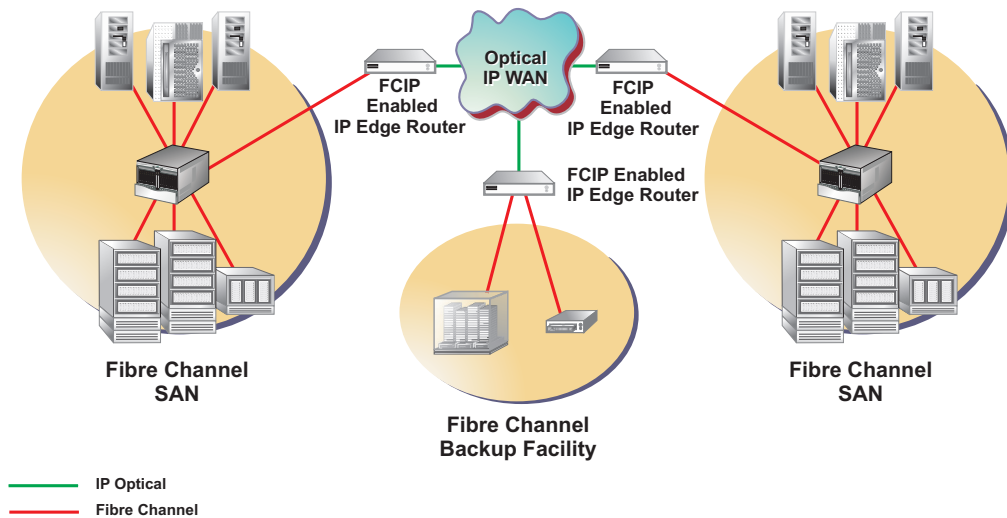 Optical
IP WAN
FCIP
Enabled
IP Edge Router
FCIP
Enabled
IP Edge Router
FCIP Enabled
IP Edge Router
Fibre Channel
SAN
Fibre Channel
SAN
Fibre Channel
Backup Facility
IP Optical
Fibre Channel